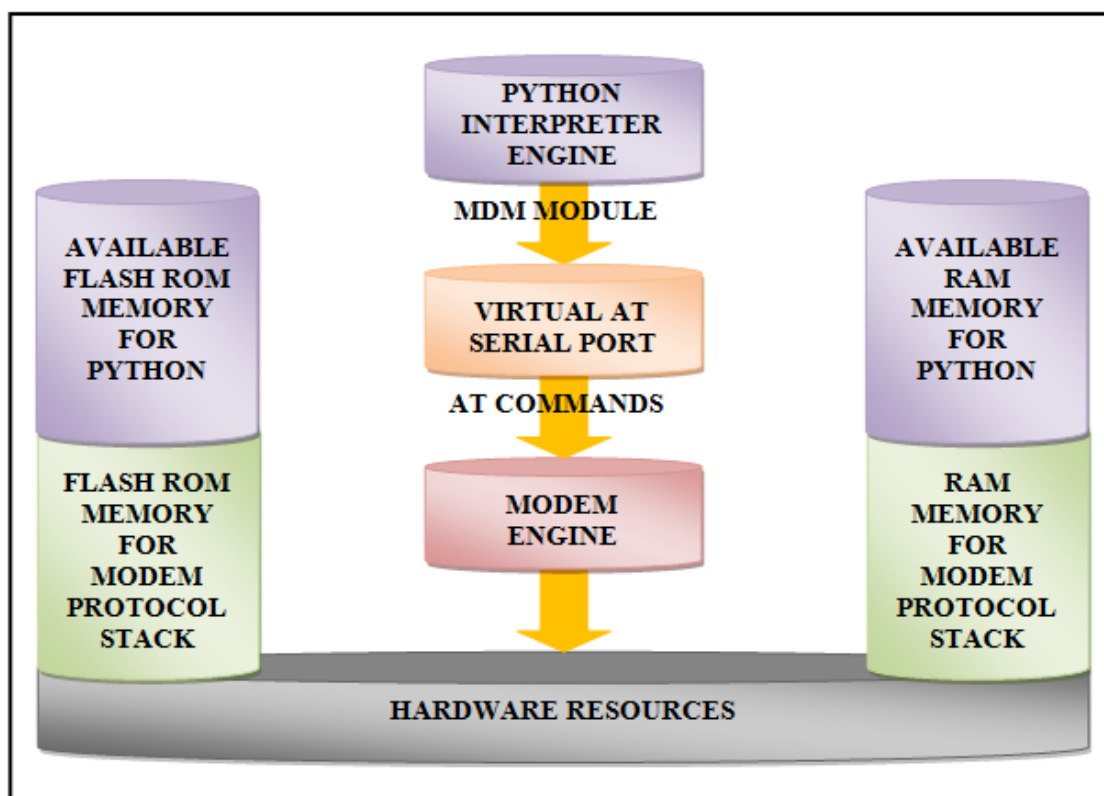 PYTHON
INTERPRETER
ENGINE
MDM MODULE
VIRTUAL AT
SERIAL PORT
AT COMMANDS
MODEM
ENGINE
AVAILABLE
FLASH ROM
MEMORY
FOR
PYTHON
FLASH ROM
MEMORY
FOR
MODEM
PROTOCOL
STACK
AVAILABLE
RAM
MEMORY
FOR
PYTHON
RAM
MEMORY
FOR
MODEM
PROTOCOL
STACK
HARDWARE RESOURCES